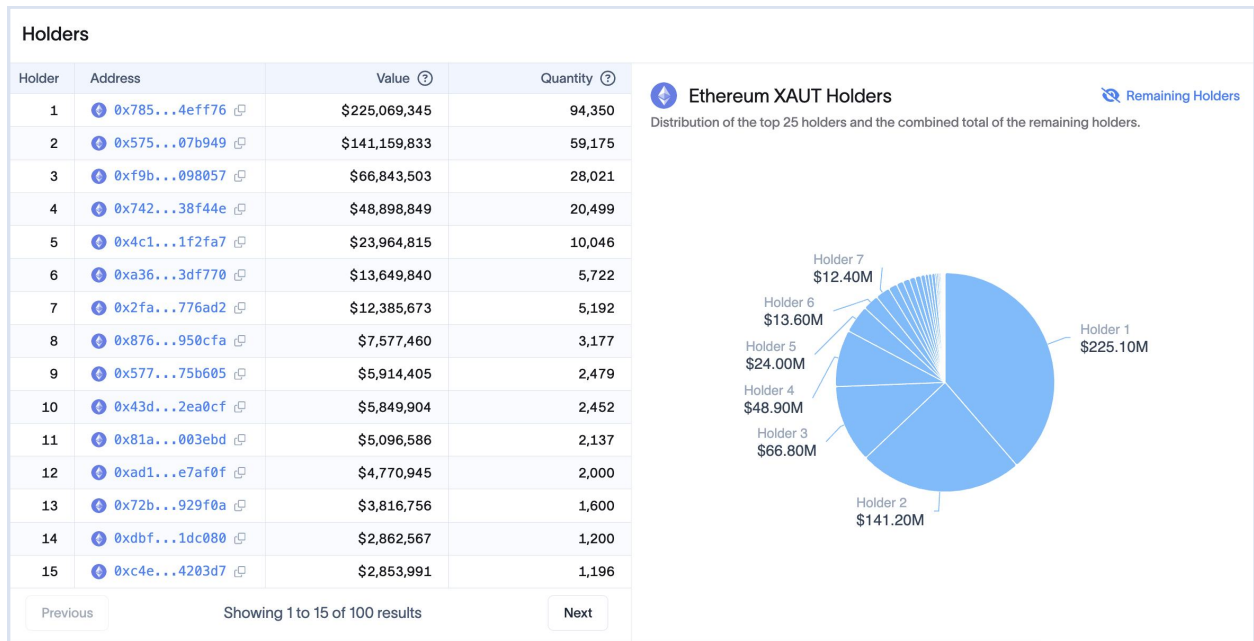 Holders
Holder Address Value Quantity
1 0x785...4eff76 $225,069,345 94,350
2 0x575...07b949 $141,159,833 59,175
3 0xf9b...098057 $66,843,503 28,021
4 0x742...38f44e $48,898,849 20,499
5 0x4c1...1f2fa7 $23,964,815 10,046
6 0xa36...3df770 $13,649,840 5,722
7 0x2fa...776ad2 $12,385,673 5,192
8 0x876...950cfa $7,577,460 3,177
9 0x577...75b605 $5,914,405 2,479
10 0x43d...2ea0cf $5,849,904 2,452
11 0x81a...003ebd $5,096,586 2,137
12 0xad1...e7af0f $4,770,945 2,000
13 0x72b...929f0a $3,816,756 1,600
14 0xdbf...1dc080 $2,862,567 1,200
15 0xc4e...4203d7 $2,853,991 1,196
Previous Showing 1 to 15 of 100 results Next
Ethereum XAUT Holders Remaining Holders
Distribution of the top 25 holders and the combined total of the remaining holders.
Holder 7
$12.40M
Holder 6
$13.60M
Holder 5
$24.00M
Holder 4
$48.90M
Holder 3
$66.80M
Holder 2
$141.20M
Holder 1
$225.10M